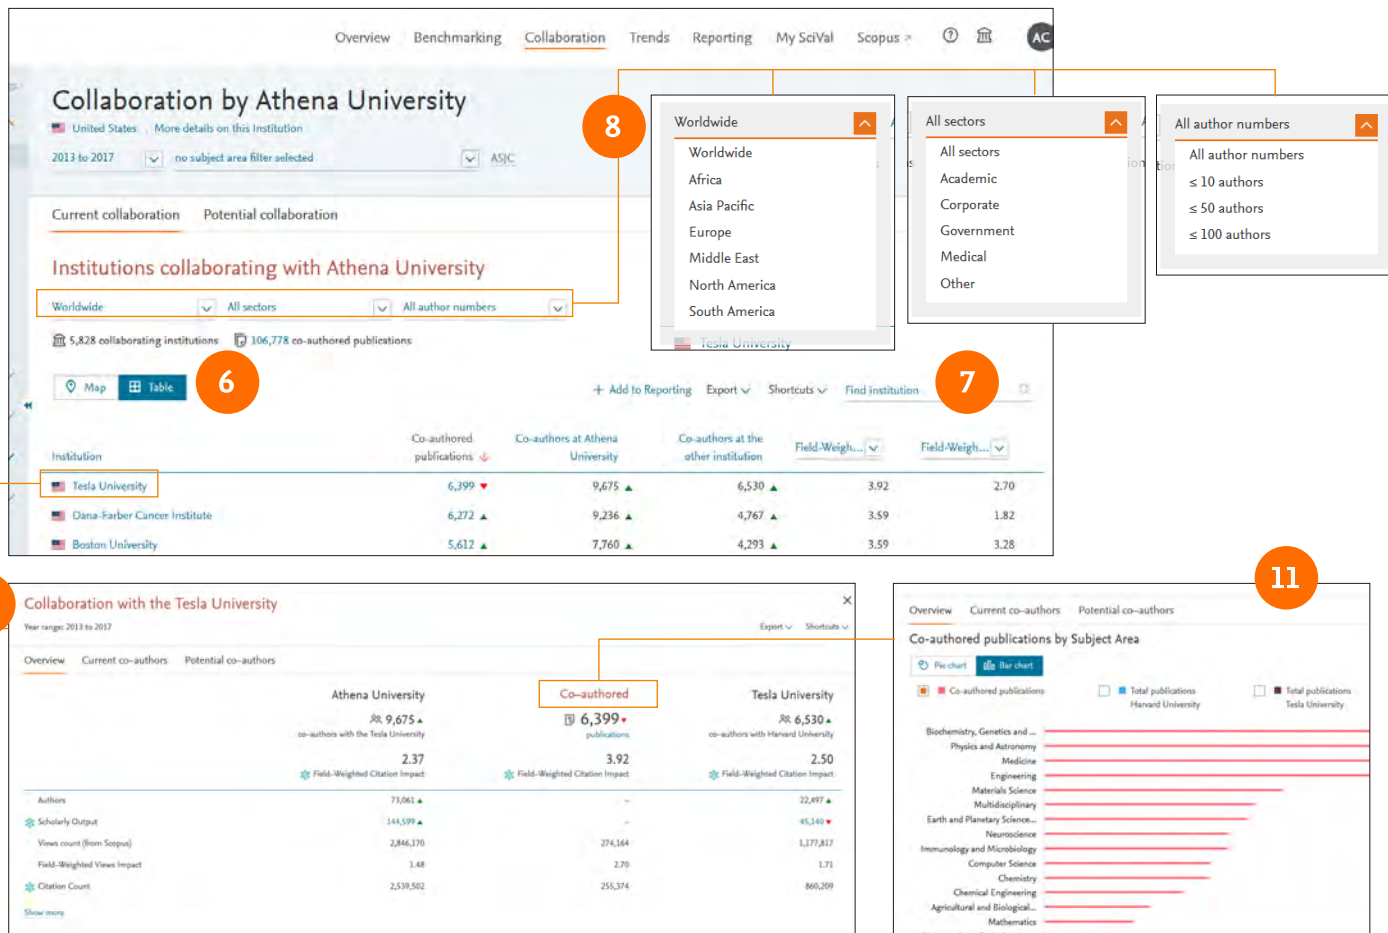 Overview Benchmarking Collaboration Trends Reporting My SciVal Scopus AC
Collaboration by Athena University
United States More details on this Institution
2013 to 2017 no subject area filter selected ASJC
8
Worldwide
Worldwide
Africa
Asia Pacific
Europe
Middle East
North America
South America
Tesla University
All sectors
All sectors
Academic
Corporate
Government
Medical
Other
All author numbers
All author numbers
≤ 10 authors
≤ 50 authors
≤ 100 authors
Current collaboration Potential collaboration
Institutions collaborating with Athena University
Worldwide All sectors All author numbers
5,828 collaborating institutions 106,778 co-authored publications
Map Table 6
+ Add to Reporting Export Shortcuts Find institution 7
Institution Co-authored publications Co-authors at Athena University Co-authors at the other institution Field-Weigh... Field-Weigh...
Tesla University 6,399 9,675 6,530 3.92 2.70
Dana-Farber Cancer Institute 6,272 9,236 4,767 3.59 1.82
Boston University 5,612 7,760 4,293 3.59 3.28
Collaboration with the Tesla University
Year range: 2013 to 2017 Export Shortcuts
Overview Current co-authors Potential co-authors
Athena University Co-authored Tesla University
9,675 6,399 6,530
co-authors with the Tesla University publications co-authors with Harvard University
2.37 3.92 2.50
Field-Weighted Citation Impact Field-Weighted Citation Impact Field-Weighted Citation Impact
Authors 73,061 – 22,497
Scholarly Output 144,599 – 45,140
Views count (from Scopus) 2,846,170 274,164 1,177,817
Field-Weighted Views Impact 1.48 2.70 1.71
Citation Count 2,539,502 255,374 860,209
Show more
11
Overview Current co-authors Potential co-authors
Co-authored publications by Subject Area
Pie chart Bar chart
Co-authored publications Total publications Total publications
Harvard University Tesla University
Biochemistry, Genetics and ...
Physics and Astronomy
Medicine
Engineering
Materials Science
Multidisciplinary
Earth and Planetary Science...
Neuroscience
Immunology and Microbiology
Computer Science
Chemistry
Chemical Engineering
Agricultural and Biological...
Mathematics